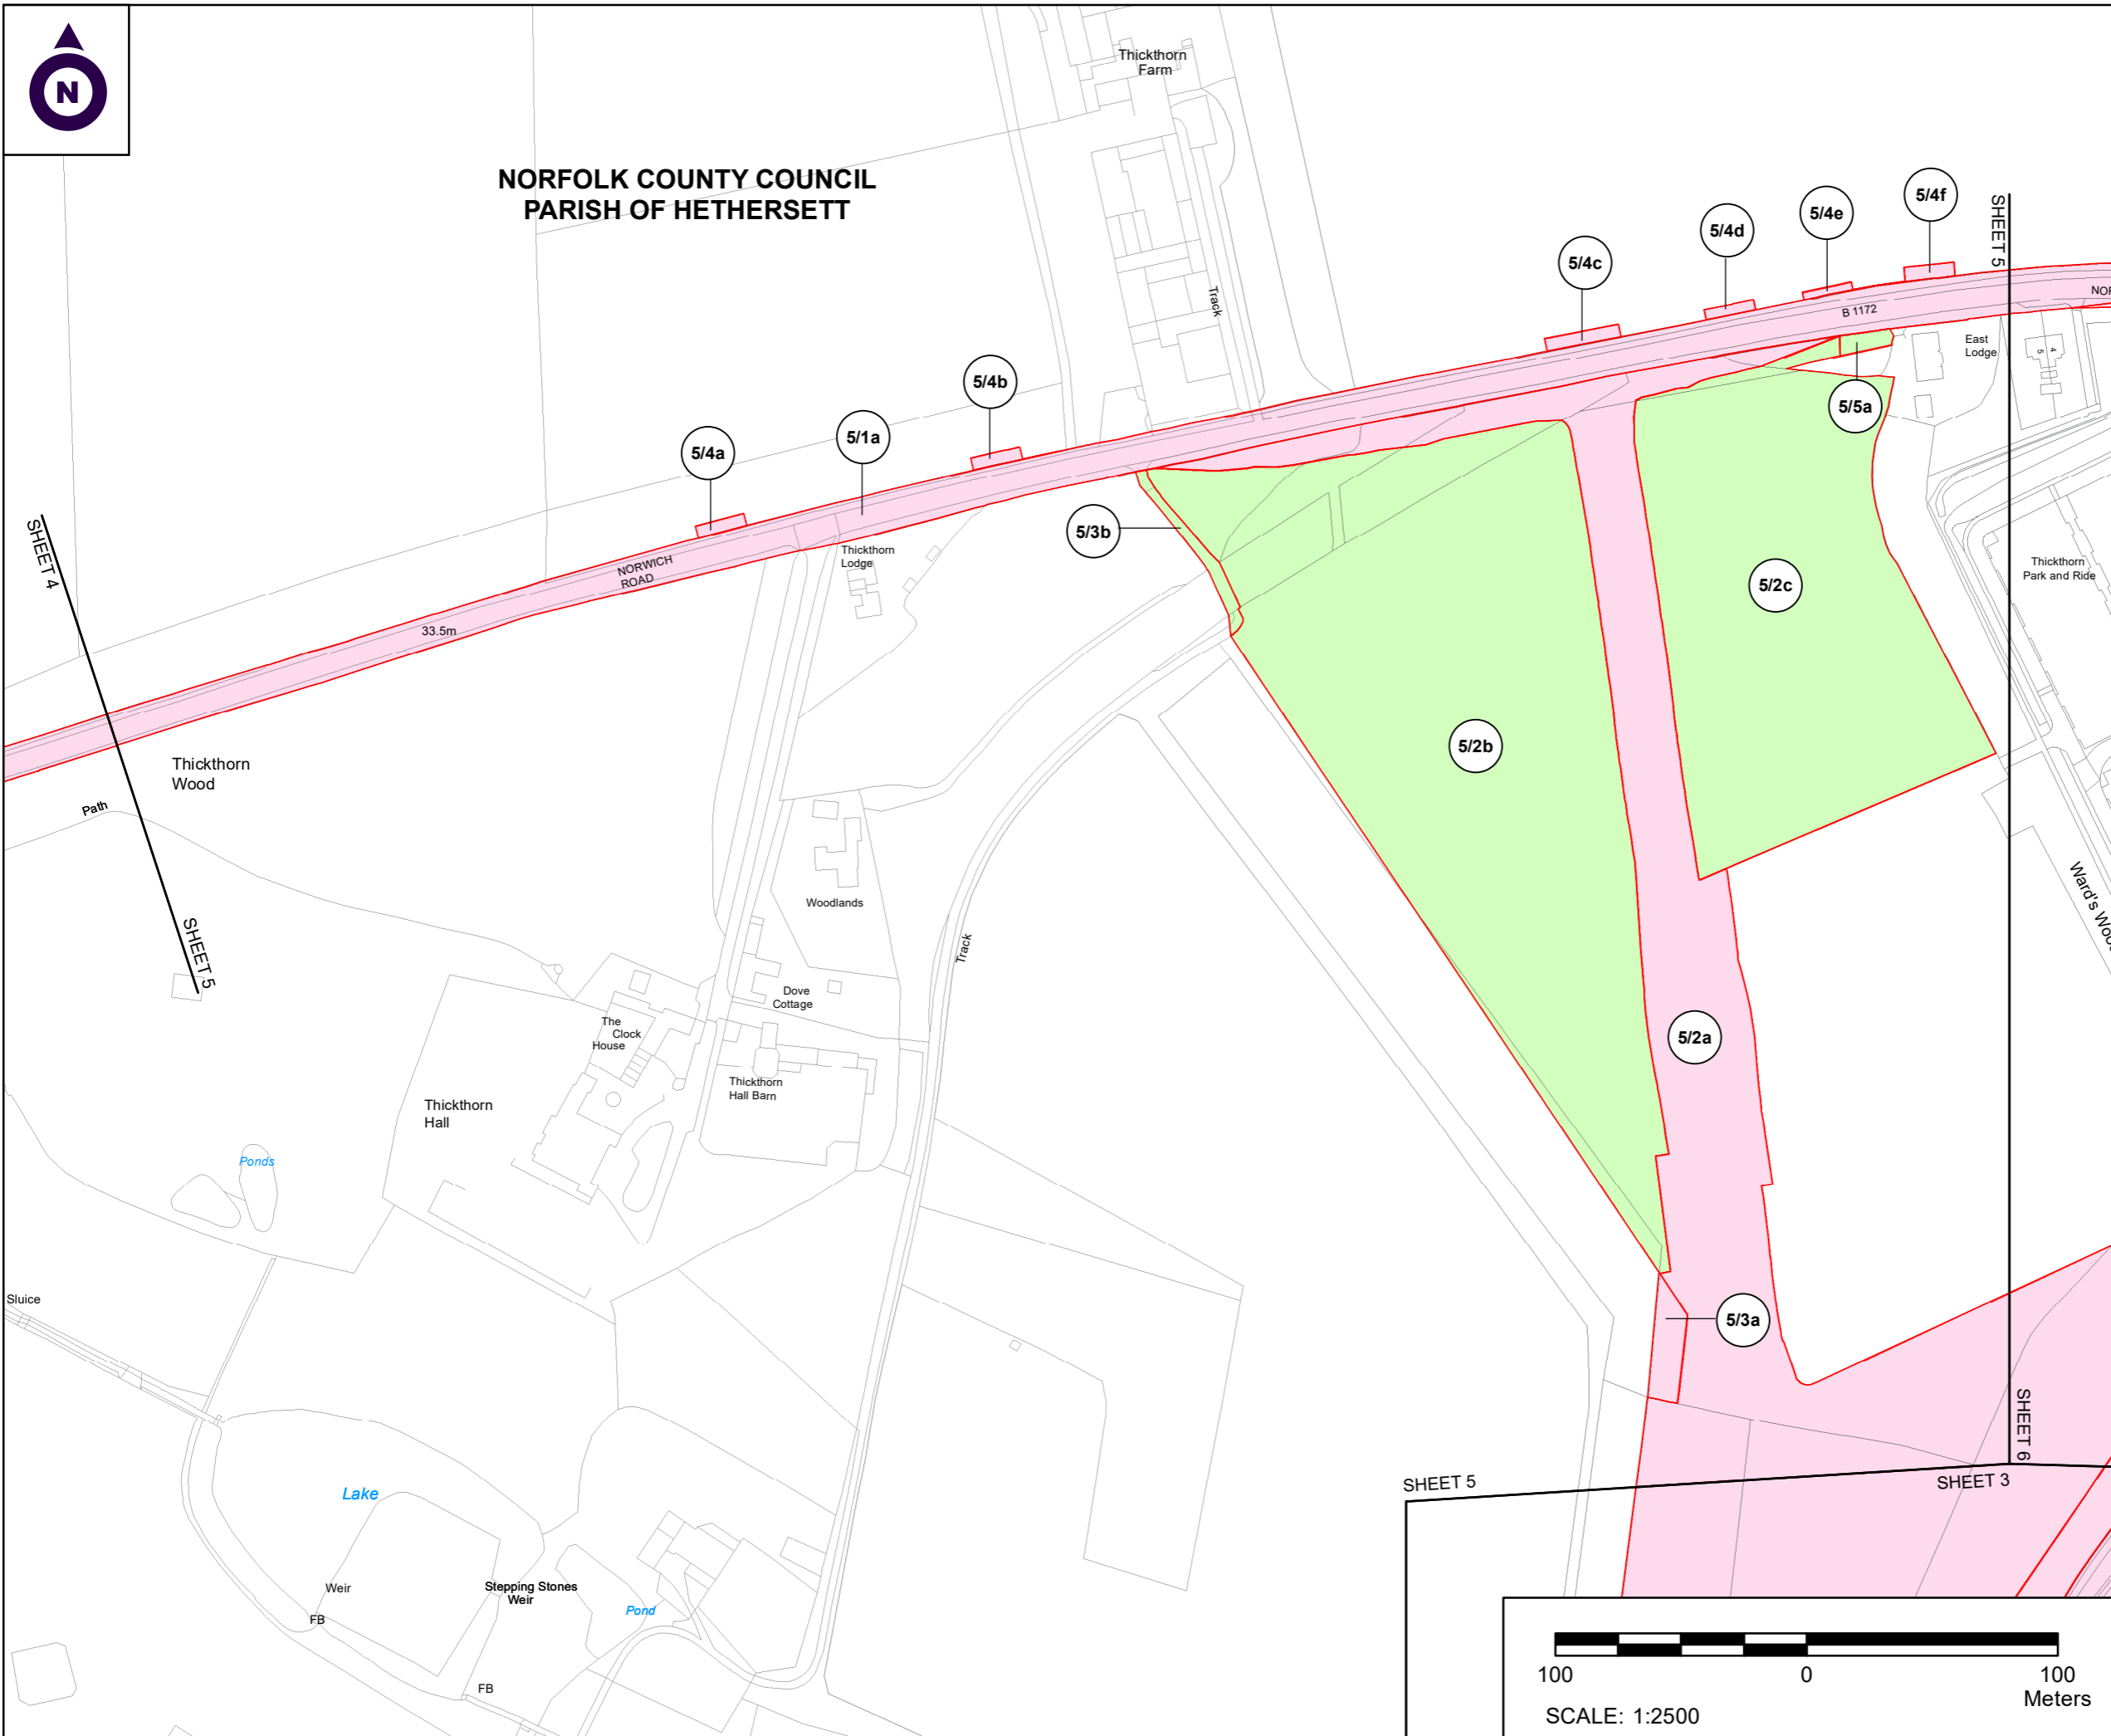 N
Thickthorn
Farm
NORFOLK COUNTY COUNCIL
PARISH OF HETHERSETT
5/4f
5/4e
5/4d
5/4c
SHEET 5
Track
NOR
B 1172
East
Lodge
4
5
5/4b
5/5a
5/1a
5/4a
SHEET 4
5/3b
Thickthorn
Lodge
NORWICH
ROAD
Thickthorn
Park and Ride
5/2c
33.5m
5/2b
Thickthorn
Wood
Path
Woodlands
Ward's Woo
SHEET 5
Track
Dove
Cottage
The
Clock
House
5/2a
Thickthorn
Hall Barn
Thickthorn
Hall
Ponds
Sluice
5/3a
SHEET 6
SHEET 5
SHEET 3
Lake
Weir
Stepping Stones
Weir
Pond
FB
FB
100
0
100
Meters
SCALE: 1:2500